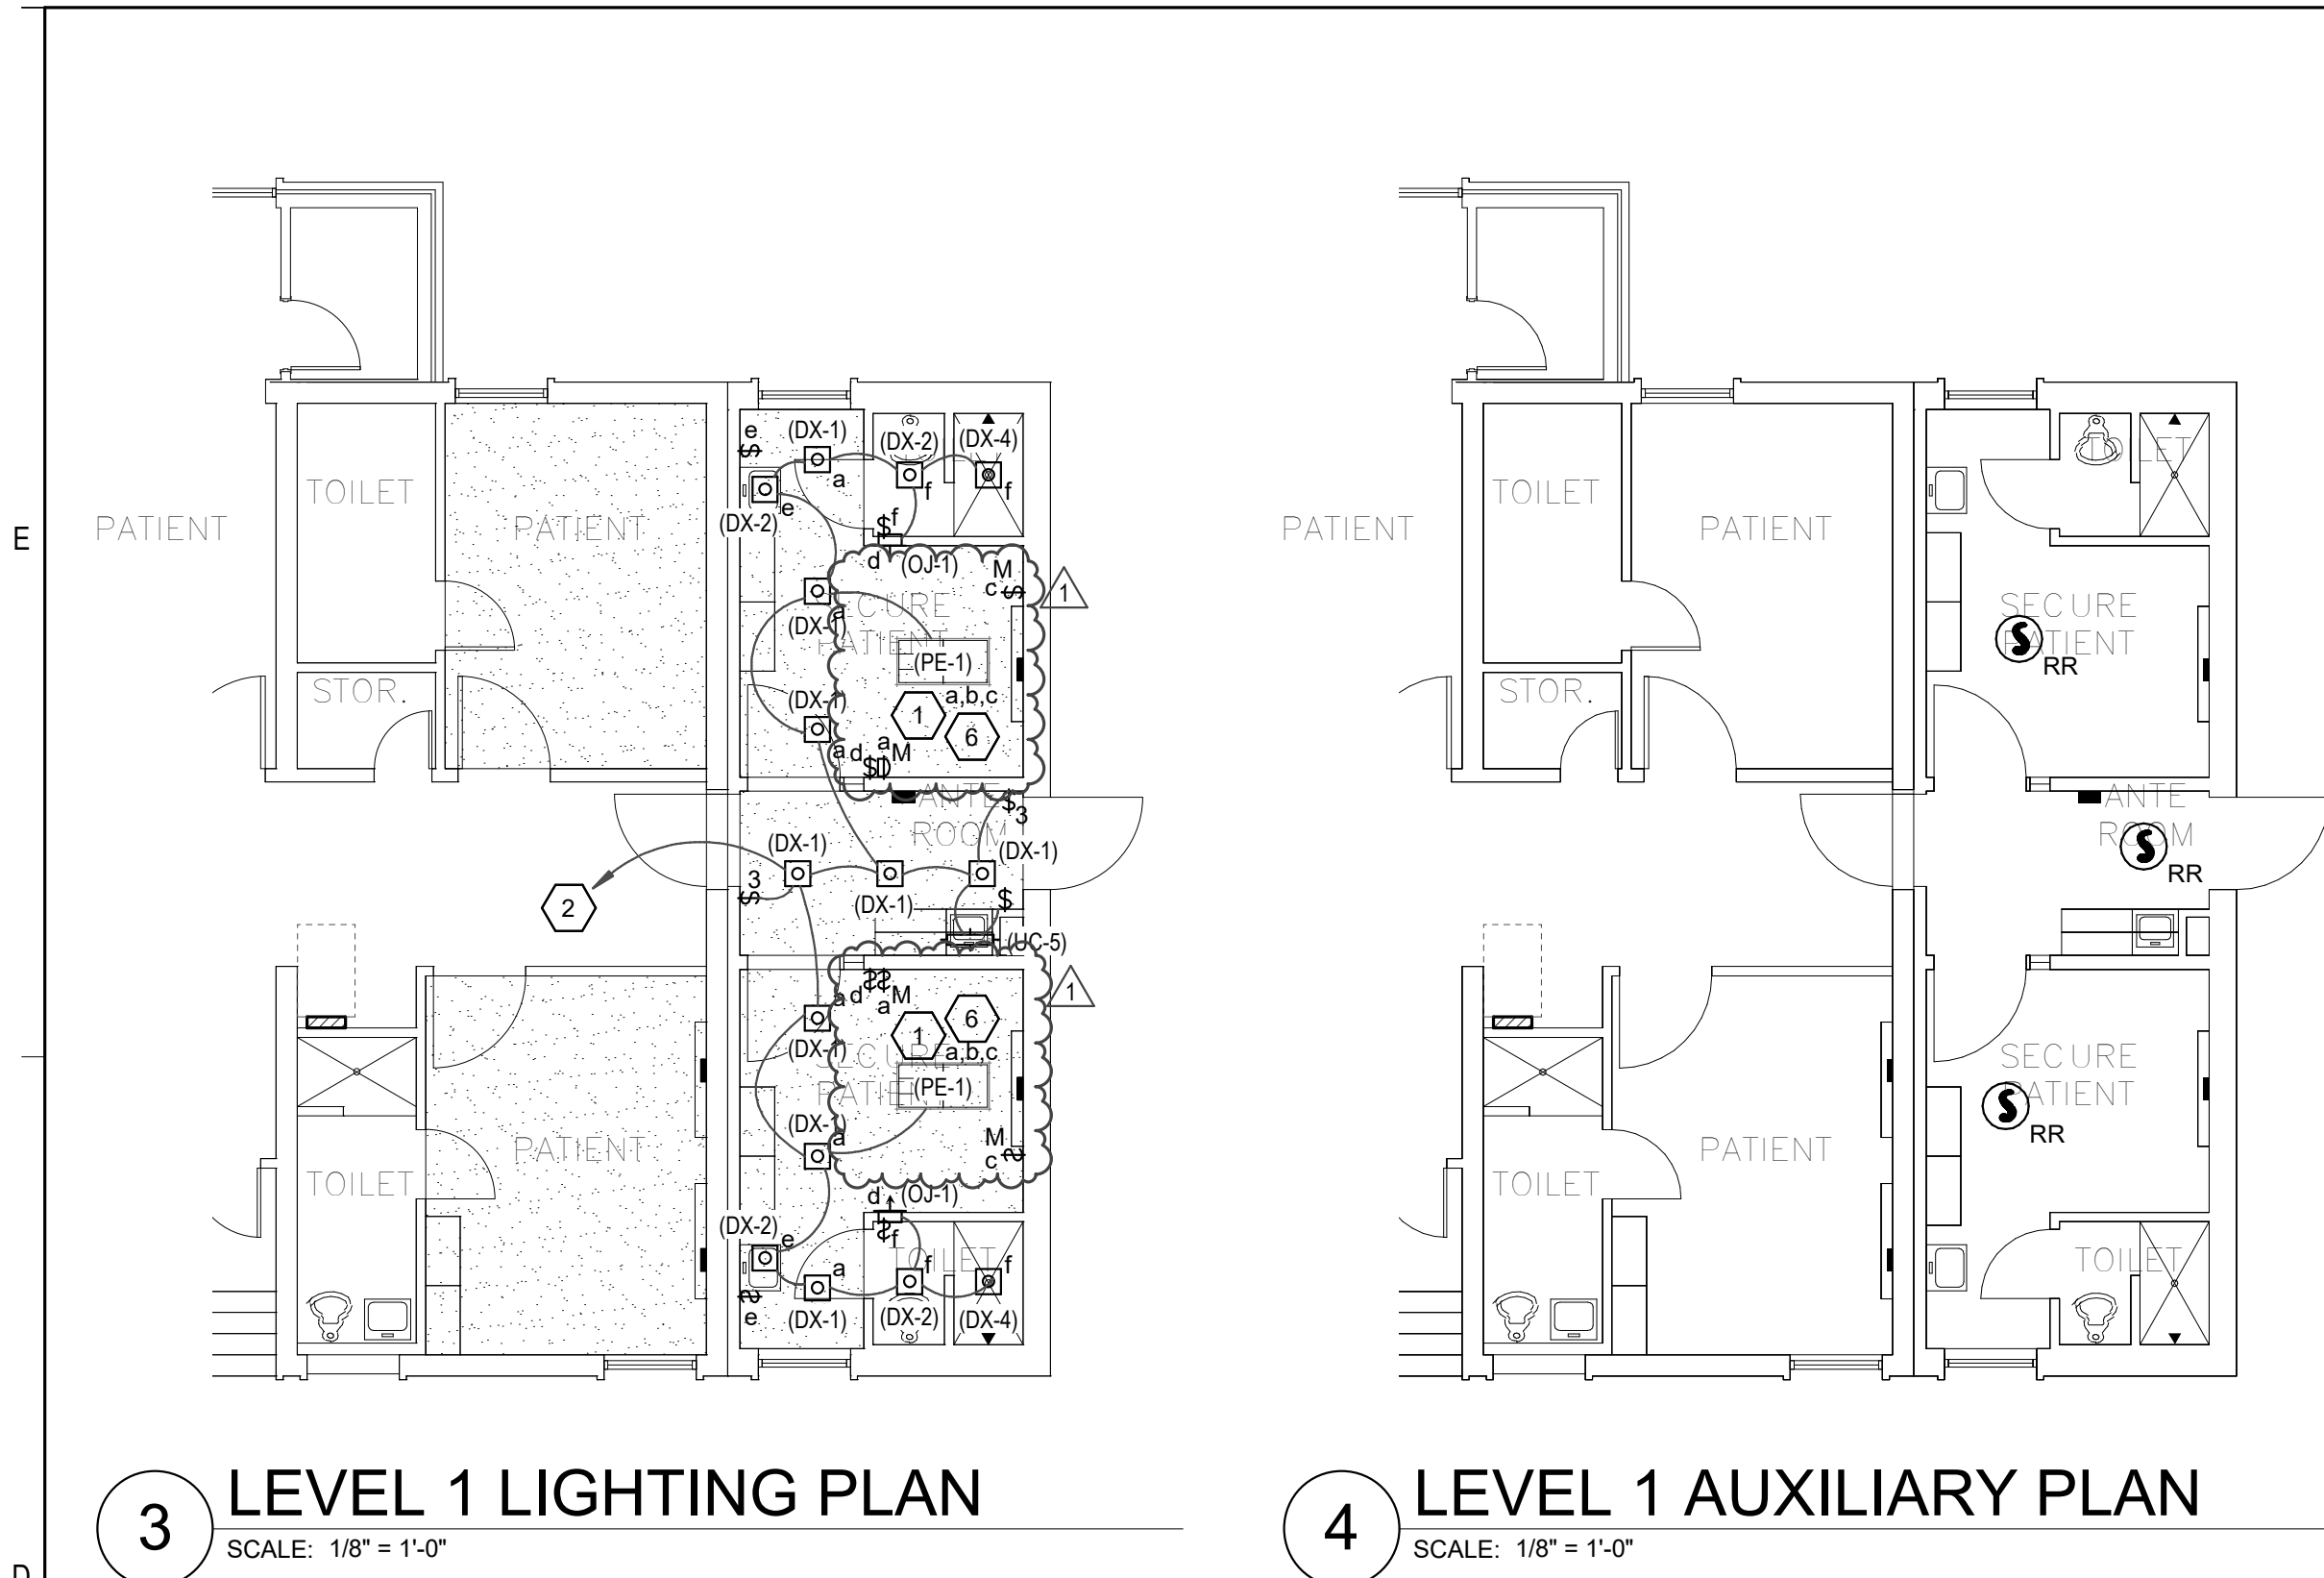 E
D
PATIENT
TOILET
PATIENT
STOR.
e
$
(DX-1)
a
(DX-2)
f
(DX-4)
f
e
(DX-2)
$f
d
(OJ-1)
M
c $
1
SECURE
PATIENT
a
(DX-1)
(PE-1)
a,b,c
1
6
(DX-1)
a
d
a
M
$D
ANTE
ROOM
$
3
(DX-1)
(DX-1)
(DX-1)
3
$
2
$
(UC-5)
1
$$
d
M
a
a
6
1
a,b,c
(DX-1)
SECURE
PATIENT
(PE-1)
(DX-1)
a
M
c $
d
(OJ-1)
$f
(DX-2)
e
a
TOILET
f
f
$
e
(DX-1)
(DX-2)
(DX-4)
PATIENT
TOILET
3
LEVEL 1 LIGHTING PLAN
SCALE: 1/8" = 1'-0"
PATIENT
TOILET
PATIENT
STOR.
TOILET
SECURE
PATIENT
S
RR
ANTE
ROOM
S
RR
SECURE
PATIENT
S
RR
PATIENT
TOILET
TOILET
4
LEVEL 1 AUXILIARY PLAN
SCALE: 1/8" = 1'-0"